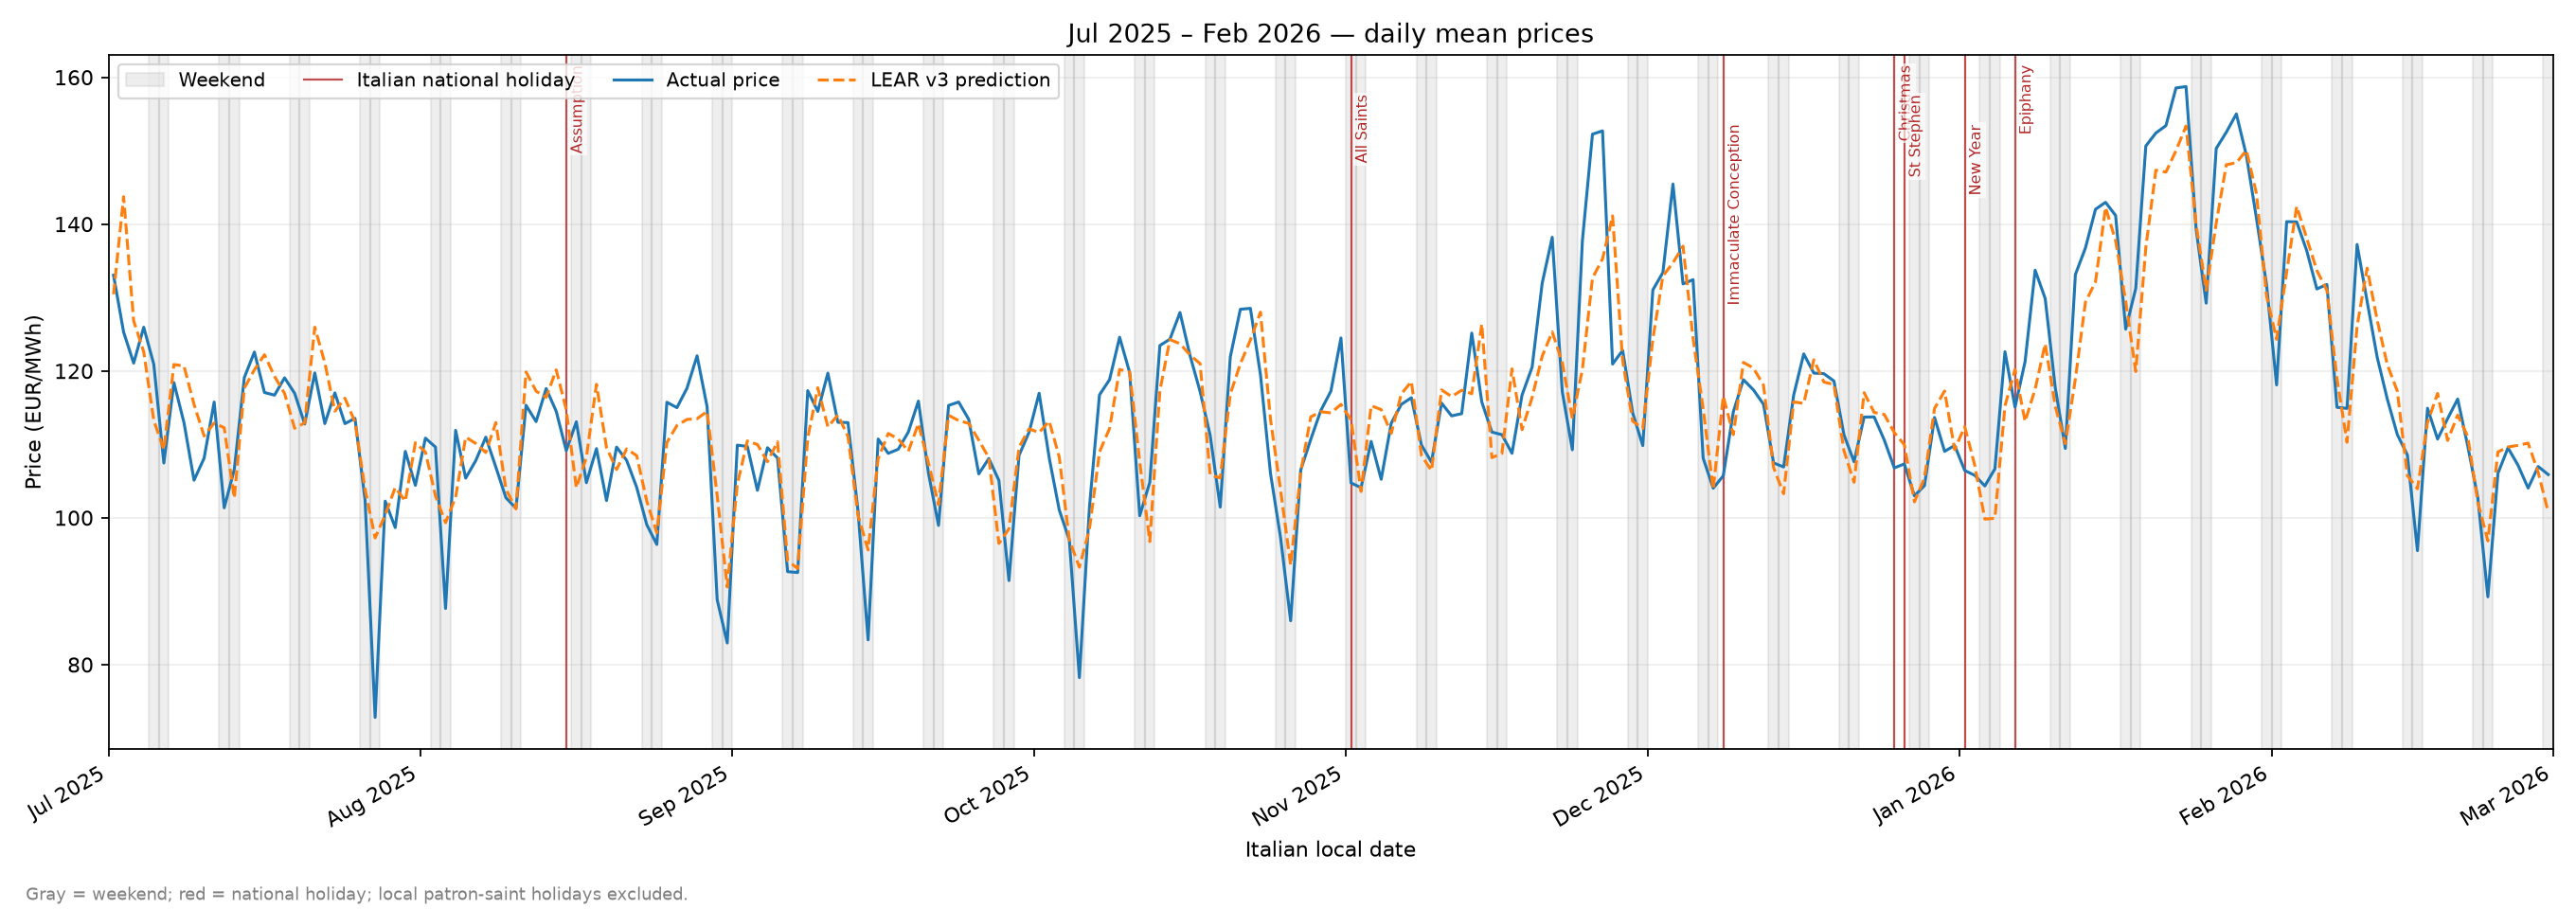 Jul 2025 – Feb 2026 — daily mean prices
Weekend
Italian national holiday
Actual price
LEAR v3 prediction
Assumption
All Saints
Immaculate Conception
Christmas
St Stephen
New Year
Epiphany
Price (EUR/MWh)
160
140
120
100
80
Jul 2025
Aug 2025
Sep 2025
Oct 2025
Nov 2025
Dec 2025
Jan 2026
Feb 2026
Mar 2026
Italian local date
Gray = weekend; red = national holiday; local patron-saint holidays excluded.